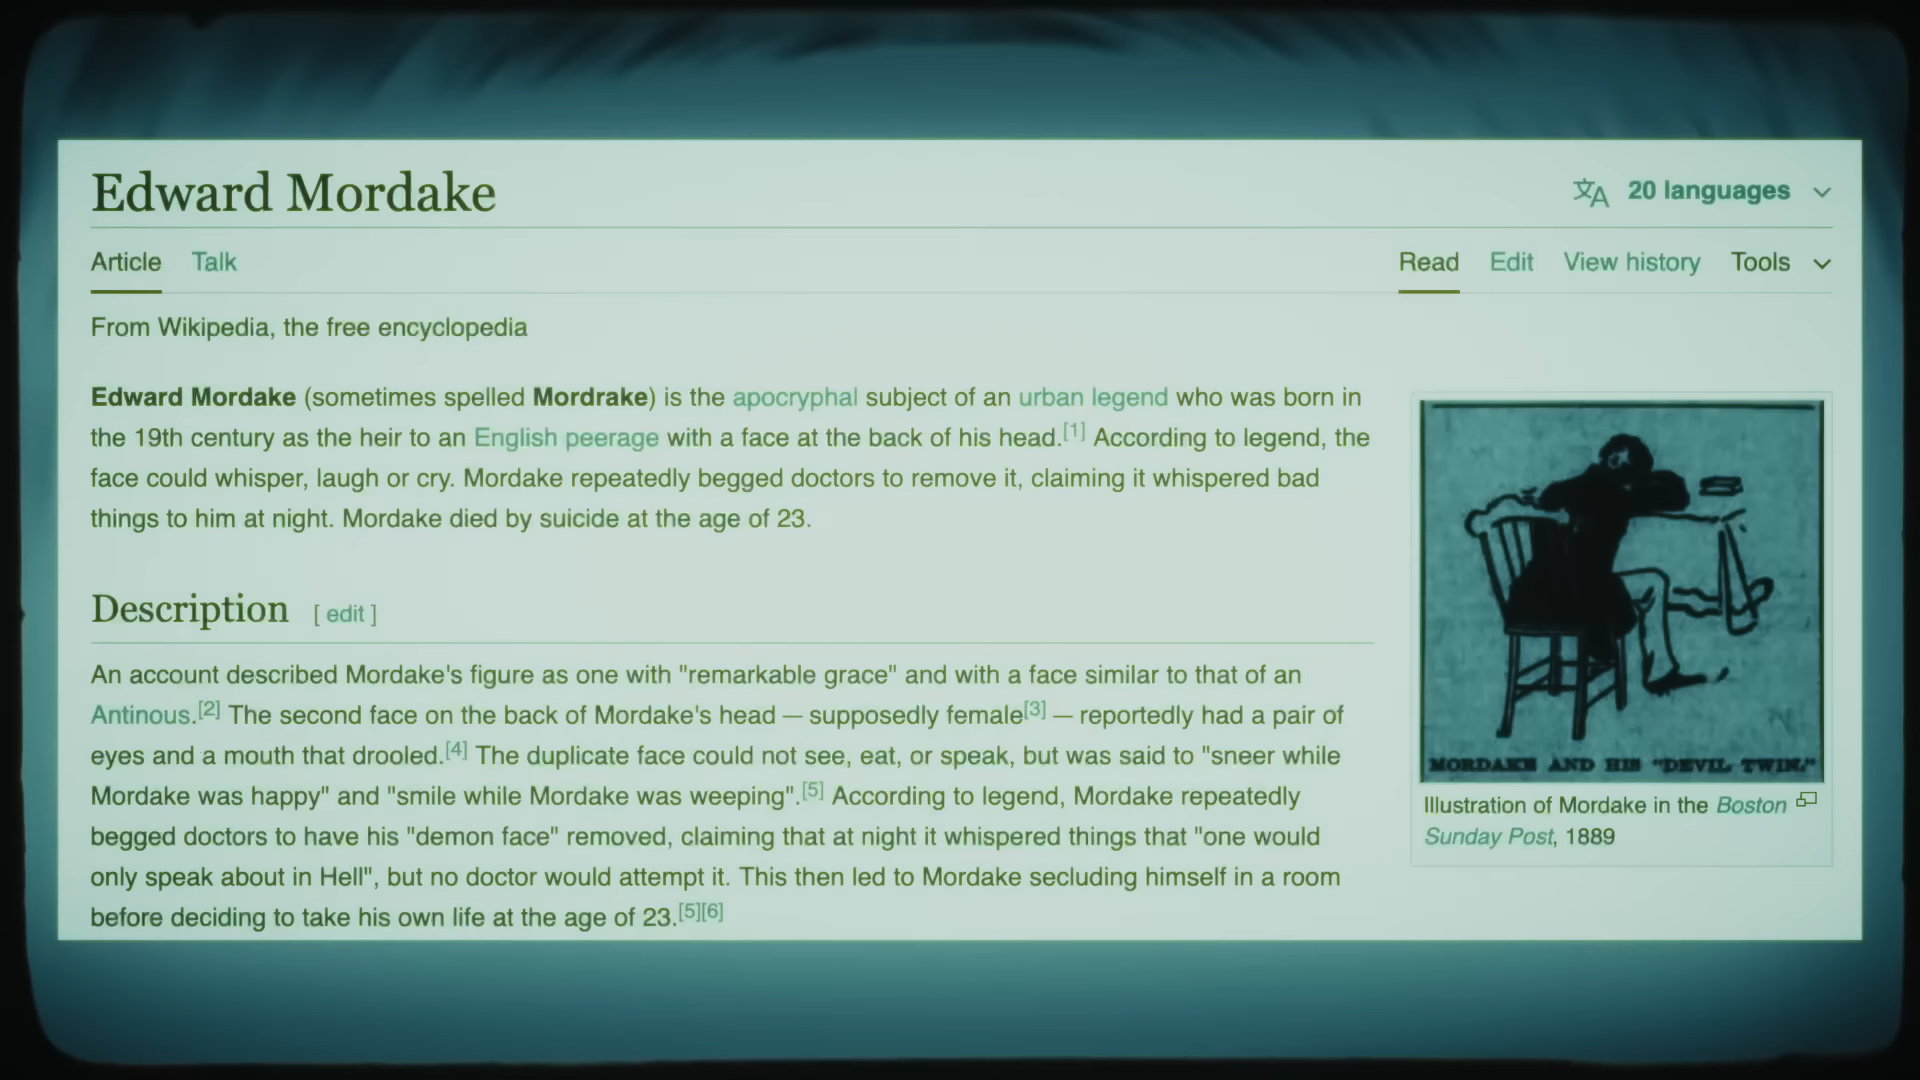 Edward Mordake
文A 20 languages
Article Talk
Read Edit View history Tools
From Wikipedia, the free encyclopedia
Edward Mordake (sometimes spelled Mordrake) is the apocryphal subject of an urban legend who was born in
the 19th century as the heir to an English peerage with a face at the back of his head.[1] According to legend, the
face could whisper, laugh or cry. Mordake repeatedly begged doctors to remove it, claiming it whispered bad
things to him at night. Mordake died by suicide at the age of 23.
Description [ edit ]
An account described Mordake's figure as one with "remarkable grace" and with a face similar to that of an
Antinous.[2] The second face on the back of Mordake's head — supposedly female[3] — reportedly had a pair of
eyes and a mouth that drooled.[4] The duplicate face could not see, eat, or speak, but was said to "sneer while
Mordake was happy" and "smile while Mordake was weeping".[5] According to legend, Mordake repeatedly
begged doctors to have his "demon face" removed, claiming that at night it whispered things that "one would
only speak about in Hell", but no doctor would attempt it. This then led to Mordake secluding himself in a room
before deciding to take his own life at the age of 23.[5][6]
MORDAKE AND HIS "DEVIL TWIN."
Illustration of Mordake in the Boston
Sunday Post, 1889